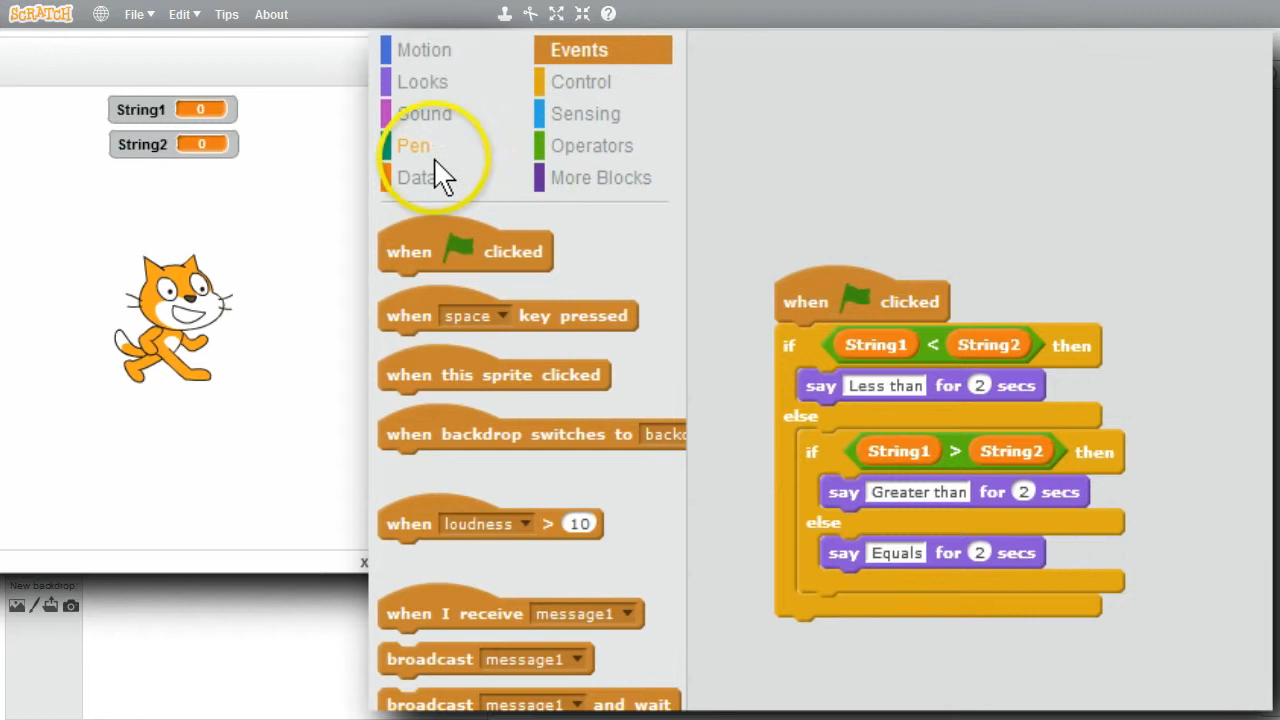 SCRATCH File Edit Tips About
String1 0
String2 0
x
New backdrop:
Motion Events
Looks Control
Sound Sensing
Pen Operators
Data More Blocks
when clicked
when space key pressed
when this sprite clicked
when backdrop switches to backd
when loudness > 10
when I receive message1
broadcast message1
broadcast message1 and wait
when clicked
if String1 < String2 then
say Less than for 2 secs
else
if String1 > String2 then
say Greater than for 2 secs
else
say Equals for 2 secs